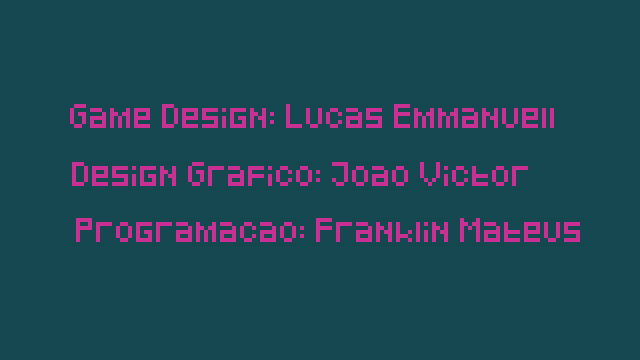 Game Design: Lucas Emmanuell
Design Grafico: Joao Victor
Programacao: Franklin Mateus